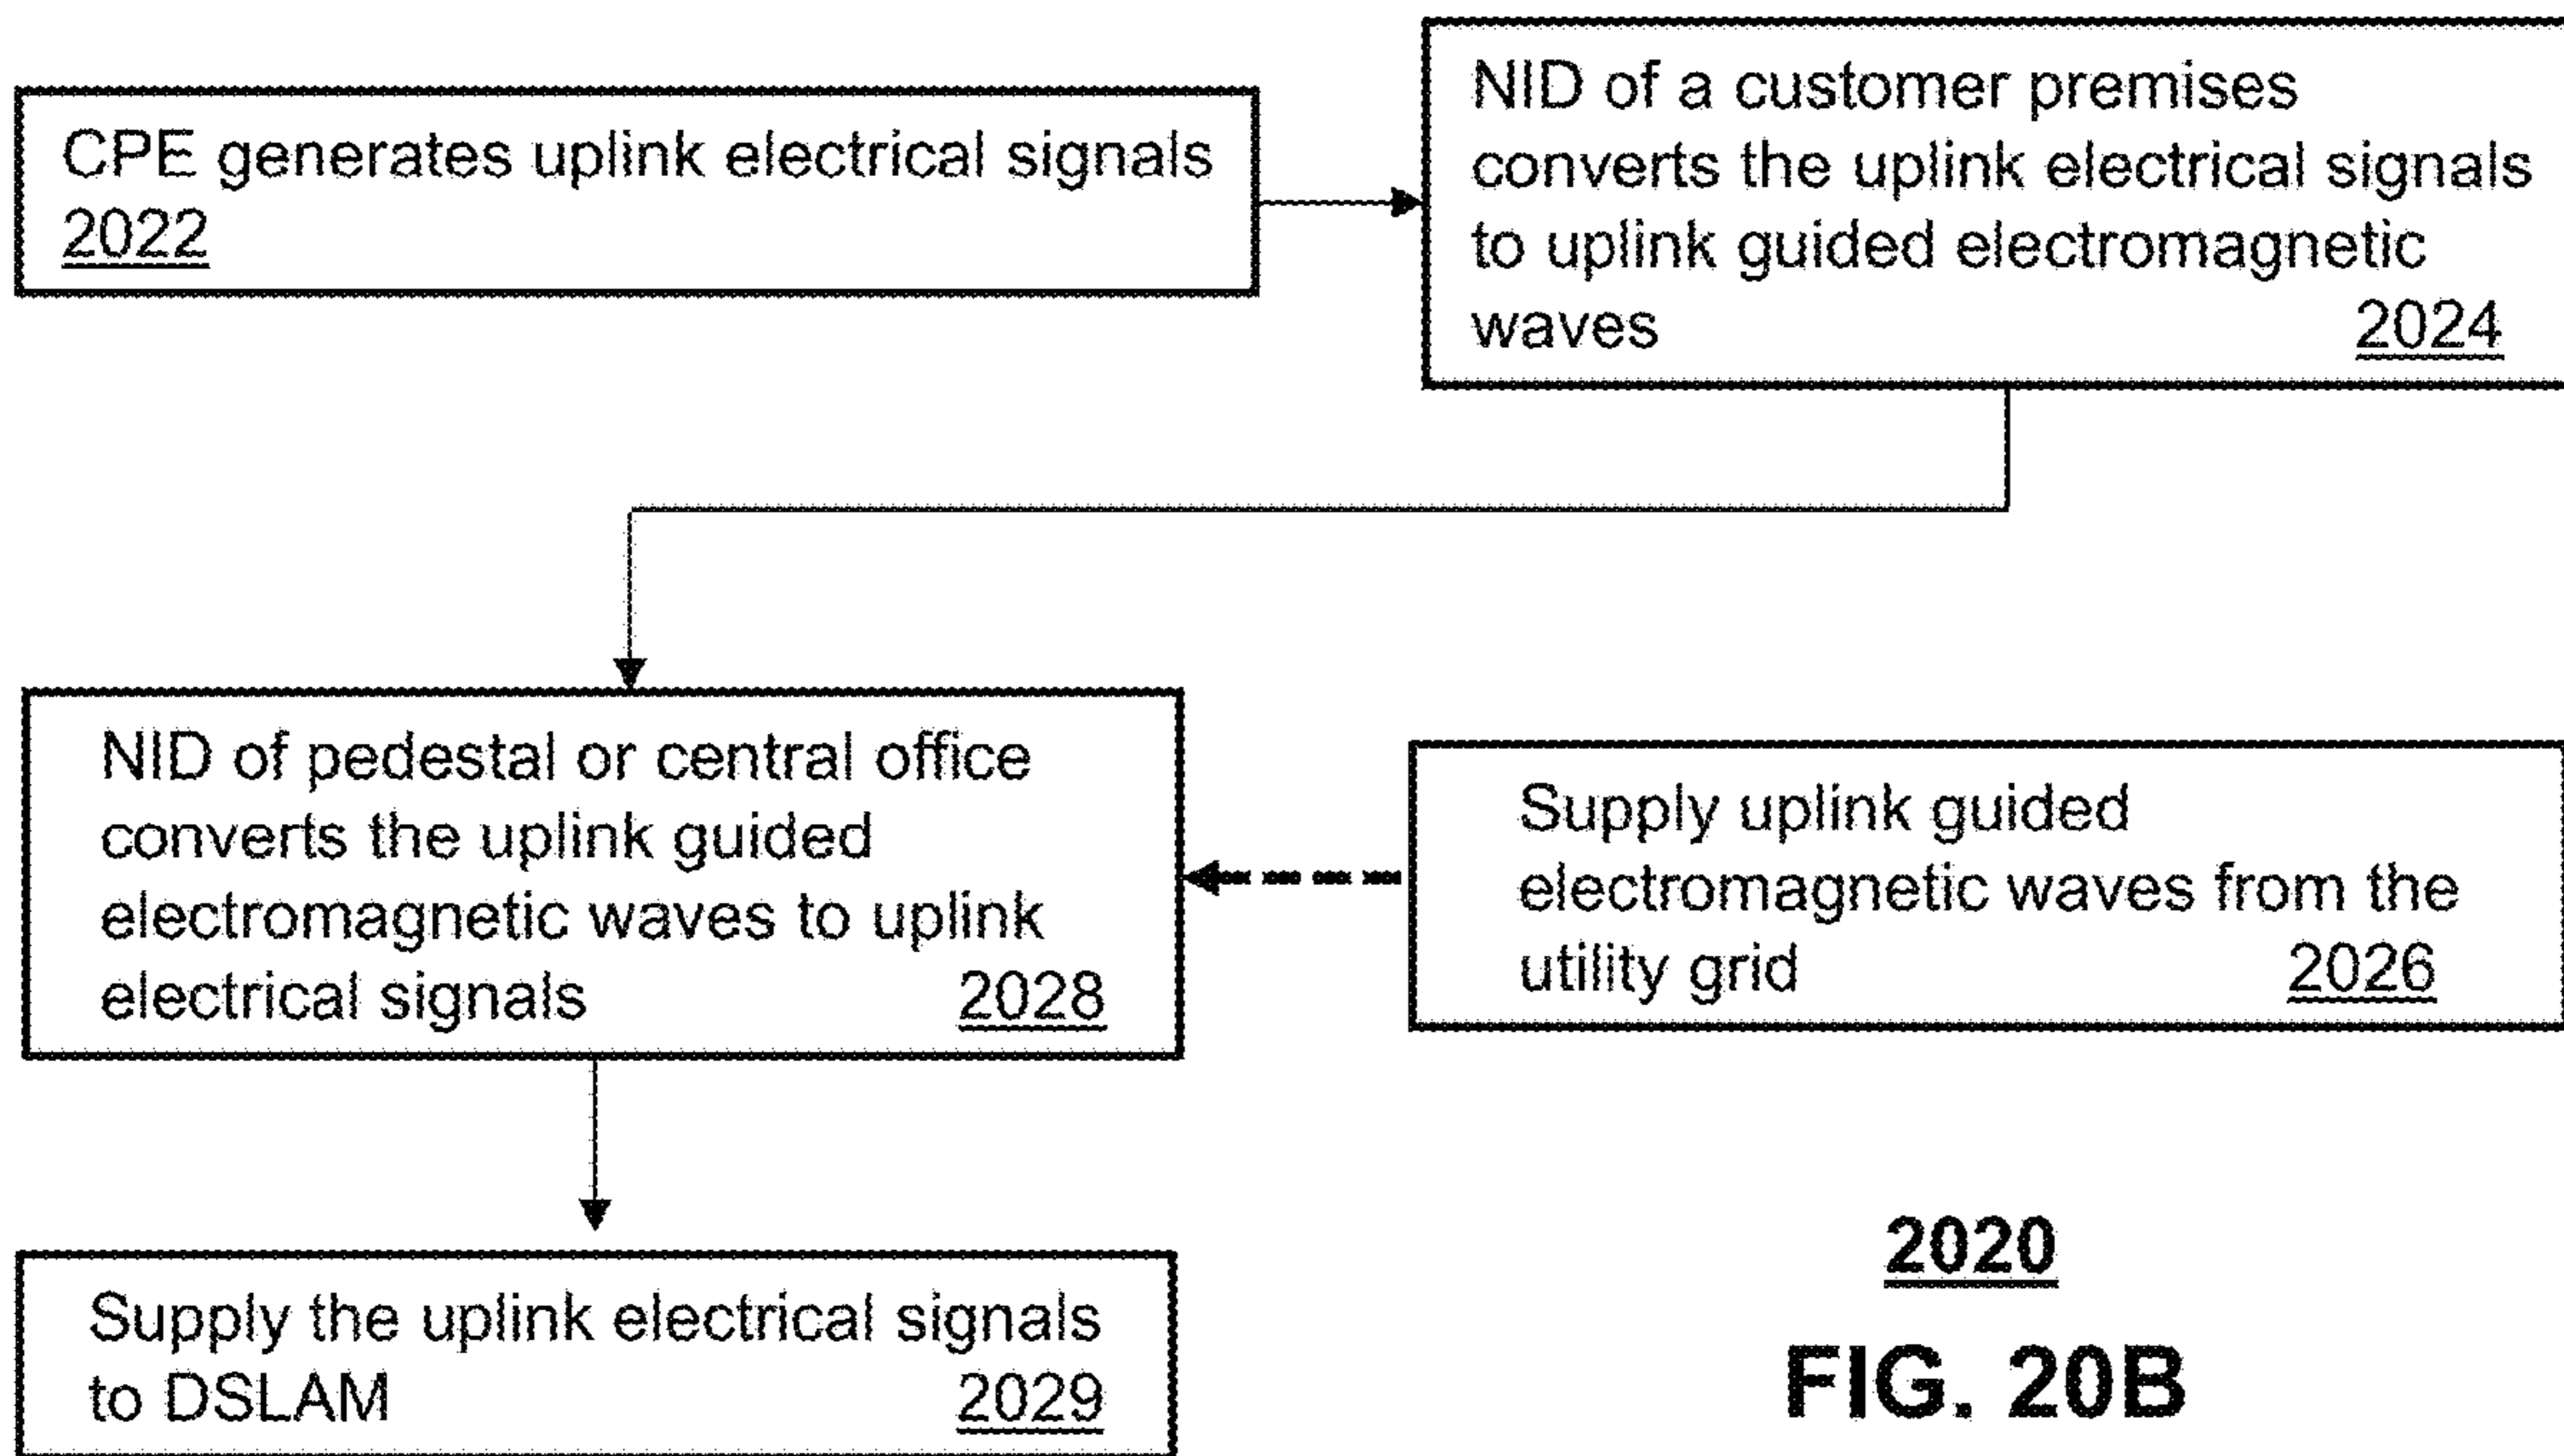 CPE generates uplink electrical signals
2022
NID of a customer premises
converts the uplink electrical signals
to uplink guided electromagnetic
waves 2024
NID of pedestal or central office
converts the uplink guided
electromagnetic waves to uplink
electrical signals 2028
Supply uplink guided
electromagnetic waves from the
utility grid 2026
Supply the uplink electrical signals
to DSLAM 2029
2020
FIG. 20B